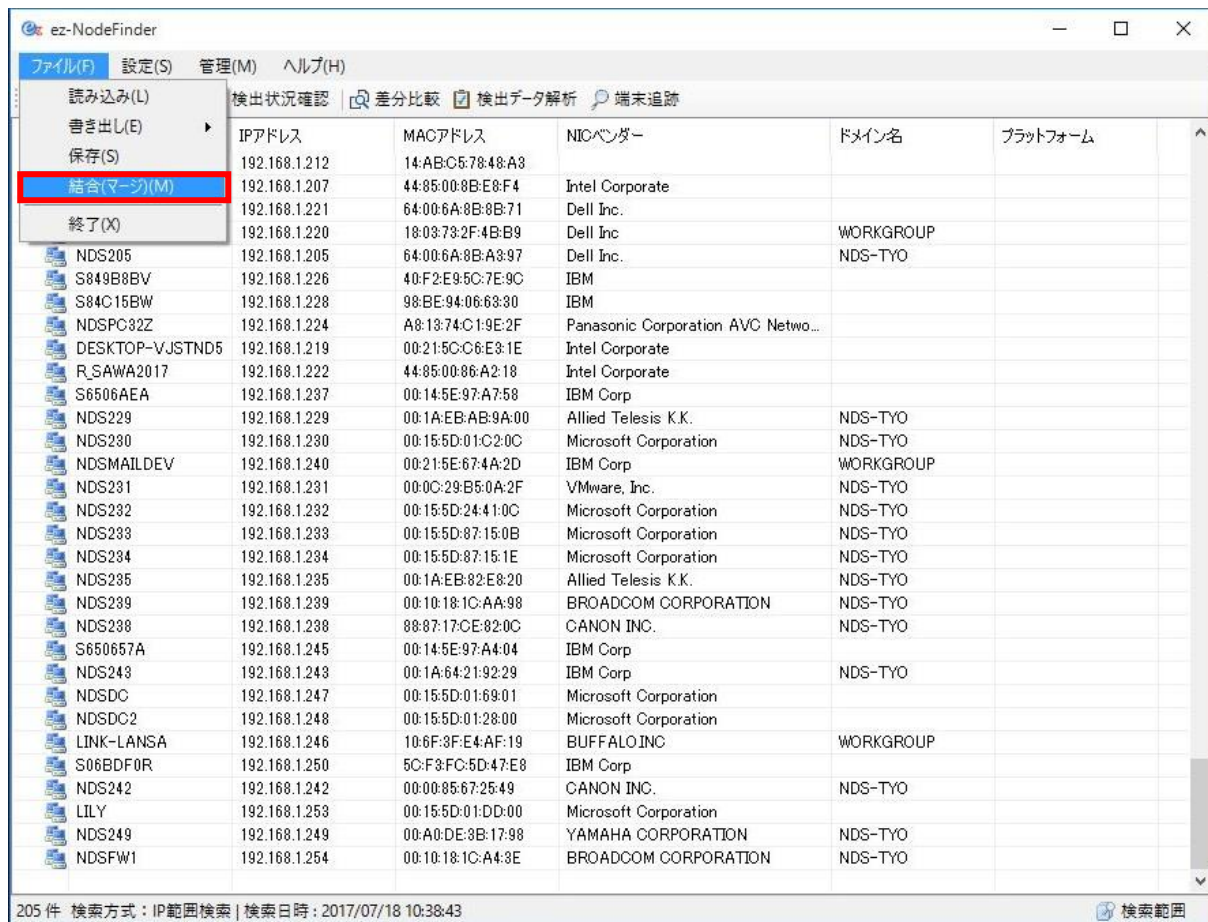 ez-NodeFinder
ファイル(F) 設定(S) 管理(M) ヘルプ(H)
検出状況確認 差分比較 検出データ解析 端末追跡
読み込み(L)
書き出し(E)
保存(S)
結合(マージ)(M)
終了(X)
IPアドレス MACアドレス NICベンダー ドメイン名 プラットフォーム
192.168.1.212 14:AB:C5:78:48:A3
192.168.1.207 44:85:00:8B:E8:F4 Intel Corporate
192.168.1.221 64:00:6A:8B:8B:71 Dell Inc.
192.168.1.220 18:03:73:2F:4B:B9 Dell Inc WORKGROUP
NDS205 192.168.1.205 64:00:6A:8B:A3:97 Dell Inc. NDS-TYO
S849B8BV 192.168.1.226 40:F2:E9:5C:7E:9C IBM
S84C15BW 192.168.1.228 98:BE:94:06:63:30 IBM
NDSPC32Z 192.168.1.224 A8:13:74:C1:9E:2F Panasonic Corporation AVC Netwo...
DESKTOP-VJSTND5 192.168.1.219 00:21:5C:C6:E3:1E Intel Corporate
R_SAWA2017 192.168.1.222 44:85:00:86:A2:18 Intel Corporate
S6506AEA 192.168.1.237 00:14:5E:97:A7:58 IBM Corp
NDS229 192.168.1.229 00:1A:EB:AB:9A:00 Allied Telesis K.K. NDS-TYO
NDS230 192.168.1.230 00:15:5D:01:C2:0C Microsoft Corporation NDS-TYO
NDSMAILDEV 192.168.1.240 00:21:5E:67:4A:2D IBM Corp WORKGROUP
NDS231 192.168.1.231 00:0C:29:B5:0A:2F VMware, Inc. NDS-TYO
NDS232 192.168.1.232 00:15:5D:24:41:0C Microsoft Corporation NDS-TYO
NDS233 192.168.1.233 00:15:5D:87:15:0B Microsoft Corporation NDS-TYO
NDS234 192.168.1.234 00:15:5D:87:15:1E Microsoft Corporation NDS-TYO
NDS235 192.168.1.235 00:1A:EB:82:E8:20 Allied Telesis K.K. NDS-TYO
NDS239 192.168.1.239 00:10:18:1C:AA:98 BROADCOM CORPORATION NDS-TYO
NDS238 192.168.1.238 88:87:17:CE:82:0C CANON INC. NDS-TYO
S650657A 192.168.1.245 00:14:5E:97:A4:04 IBM Corp
NDS243 192.168.1.243 00:1A:64:21:92:29 IBM Corp NDS-TYO
NDSDC 192.168.1.247 00:15:5D:01:69:01 Microsoft Corporation
NDSDC2 192.168.1.248 00:15:5D:01:28:00 Microsoft Corporation
LINK-LANSA 192.168.1.246 10:6F:3F:E4:AF:19 BUFFALO.INC WORKGROUP
S06BDF0R 192.168.1.250 5C:F3:FC:5D:47:E8 IBM Corp
NDS242 192.168.1.242 00:00:85:67:25:49 CANON INC. NDS-TYO
LILY 192.168.1.253 00:15:5D:01:DD:00 Microsoft Corporation
NDS249 192.168.1.249 00:A0:DE:3B:17:98 YAMAHA CORPORATION NDS-TYO
NDSFW1 192.168.1.254 00:10:18:1C:A4:3E BROADCOM CORPORATION NDS-TYO
205 件 検索方式：IP範囲検索 | 検索日時 : 2017/07/18 10:38:43 検索範囲